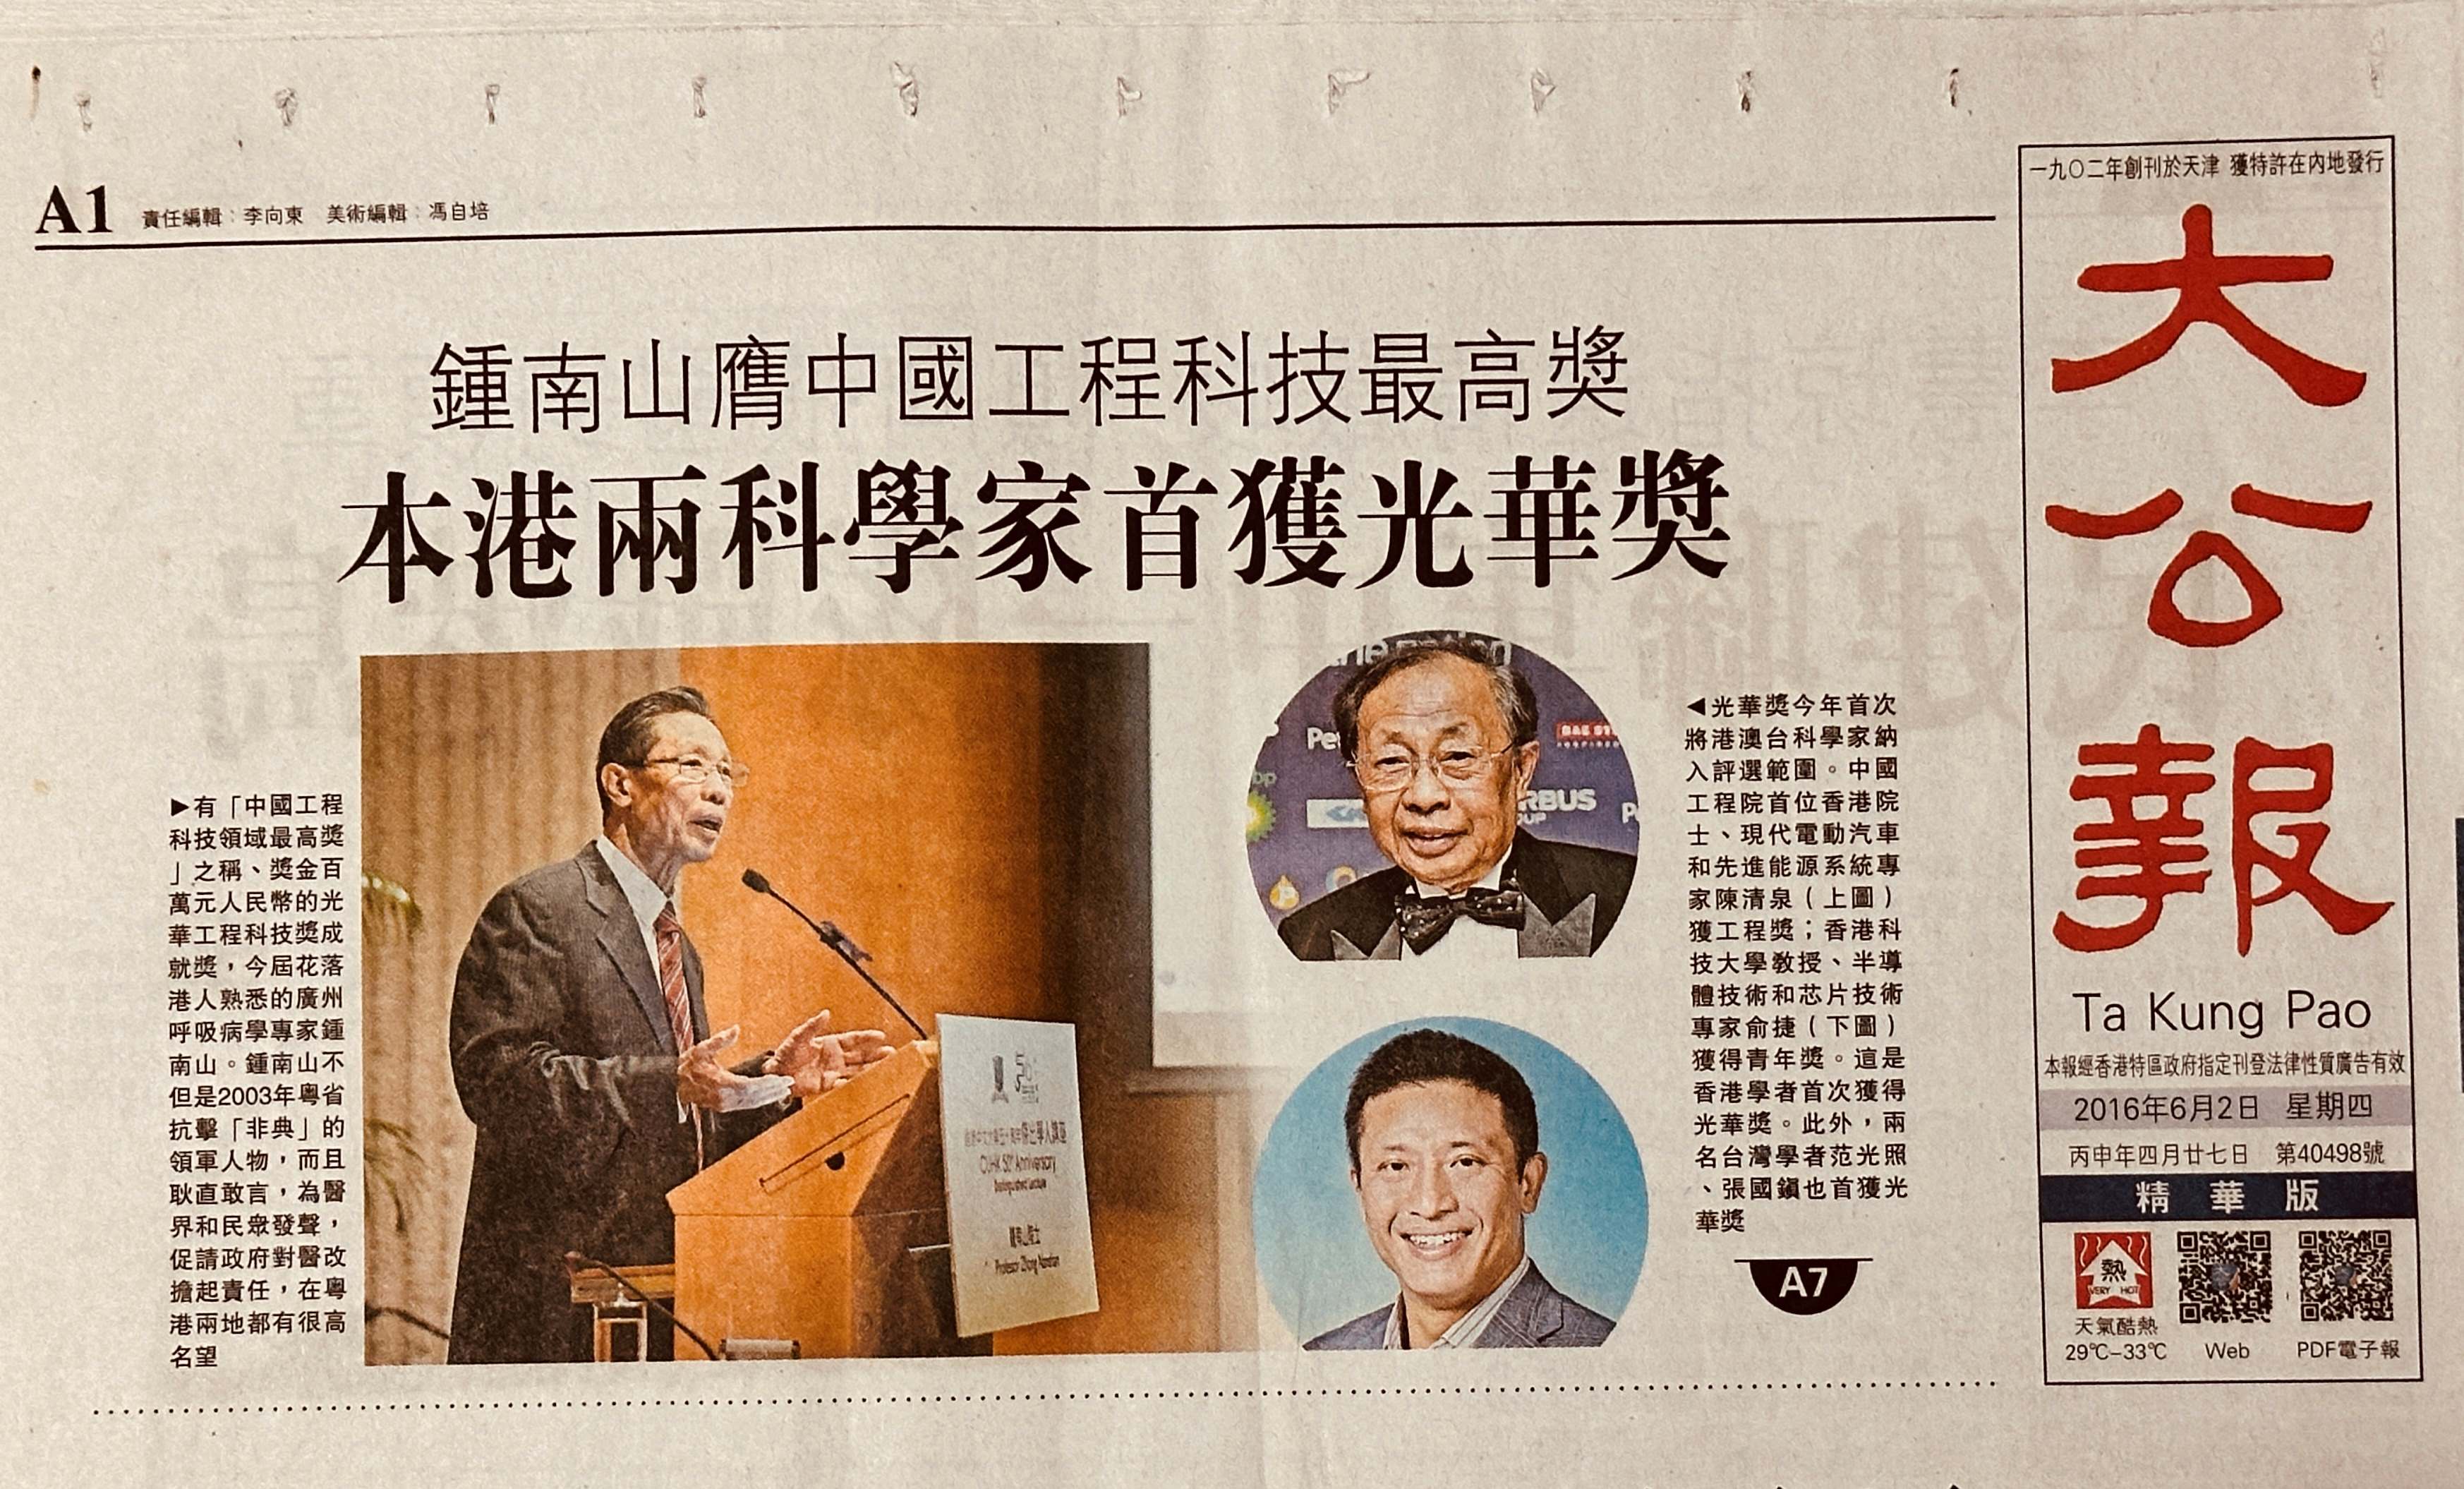 A1 責任編輯：李向東 美術編輯：馮自培
鍾南山膺中國工程科技最高獎
本港兩科學家首獲光華獎
▶有「中國工程
科技領域最高獎
」之稱、獎金百
萬元人民幣的光
華工程科技獎成
就獎，今屆花落
港人熟悉的廣州
呼吸病學專家鍾
南山。鍾南山不
但是2003年粵省
抗擊「非典」的
領軍人物，而且
耿直敢言，為醫
界和民眾發聲，
促請政府對醫改
擔起責任，在粵
港兩地都有很高
名望
50
CUHK 50th Anniversary
Distinguished Lecture
鍾南山院士
Professor Zhong Nanshan
bp
RBUS
◀光華獎今年首次
將港澳台科學家納
入評選範圍。中國
工程院首位香港院
士、現代電動汽車
和先進能源系統專
家陳清泉（上圖）
獲工程獎；香港科
技大學教授、半導
體技術和芯片技術
專家俞捷（下圖）
獲得青年獎。這是
香港學者首次獲得
光華獎。此外，兩
名台灣學者范光照
、張國鎮也首獲光
華獎
A7
一九〇二年創刊於天津 獲特許在內地發行
大公報
Ta Kung Pao
本報經香港特區政府指定刊登法律性質廣告有效
2016年6月2日 星期四
丙申年四月廿七日 第40498號
精華版
熱
VERY HOT
天氣酷熱
29℃–33℃
Web
PDF電子報